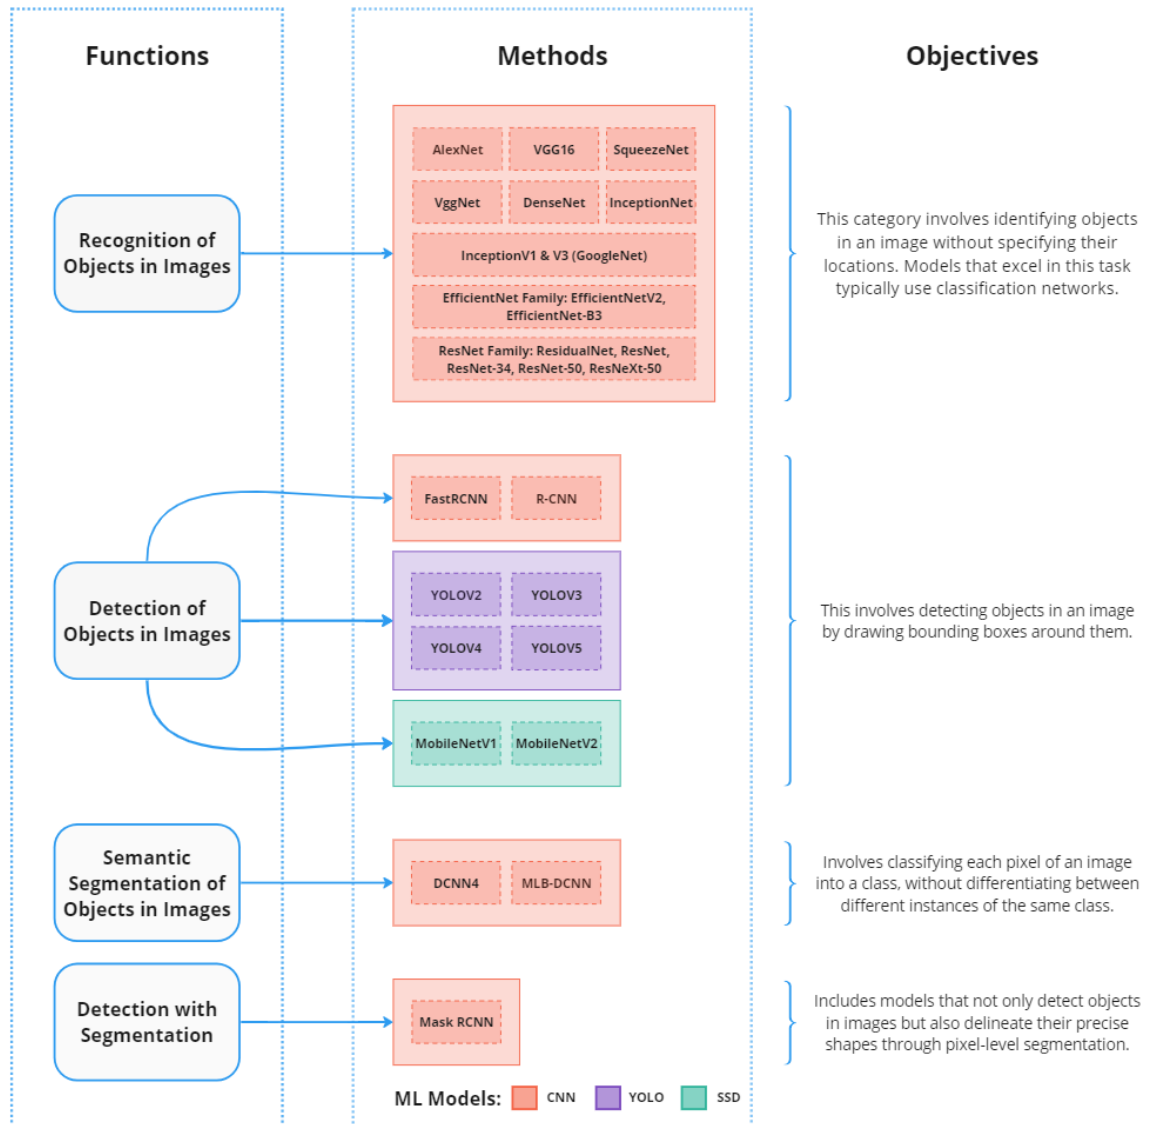 Functions
Methods
Objectives
Recognition of
Objects in Images
AlexNet
VGG16
SqueezeNet
VggNet
DenseNet
InceptionNet
InceptionV1 & V3 (GoogleNet)
EfficientNet Family: EfficientNetV2,
EfficientNet-B3
ResNet Family: ResidualNet, ResNet,
ResNet-34, ResNet-50, ResNeXt-50
This category involves identifying objects
in an image without specifying their
locations. Models that excel in this task
typically use classification networks.
Detection of
Objects in Images
FastRCNN
R-CNN
YOLOV2
YOLOV3
YOLOV4
YOLOV5
MobileNetV1
MobileNetV2
This involves detecting objects in an image
by drawing bounding boxes around them.
Semantic
Segmentation of
Objects in Images
DCNN4
MLB-DCNN
Involves classifying each pixel of an image
into a class, without differentiating between
different instances of the same class.
Detection with
Segmentation
Mask RCNN
Includes models that not only detect objects
in images but also delineate their precise
shapes through pixel-level segmentation.
ML Models:
CNN
YOLO
SSD